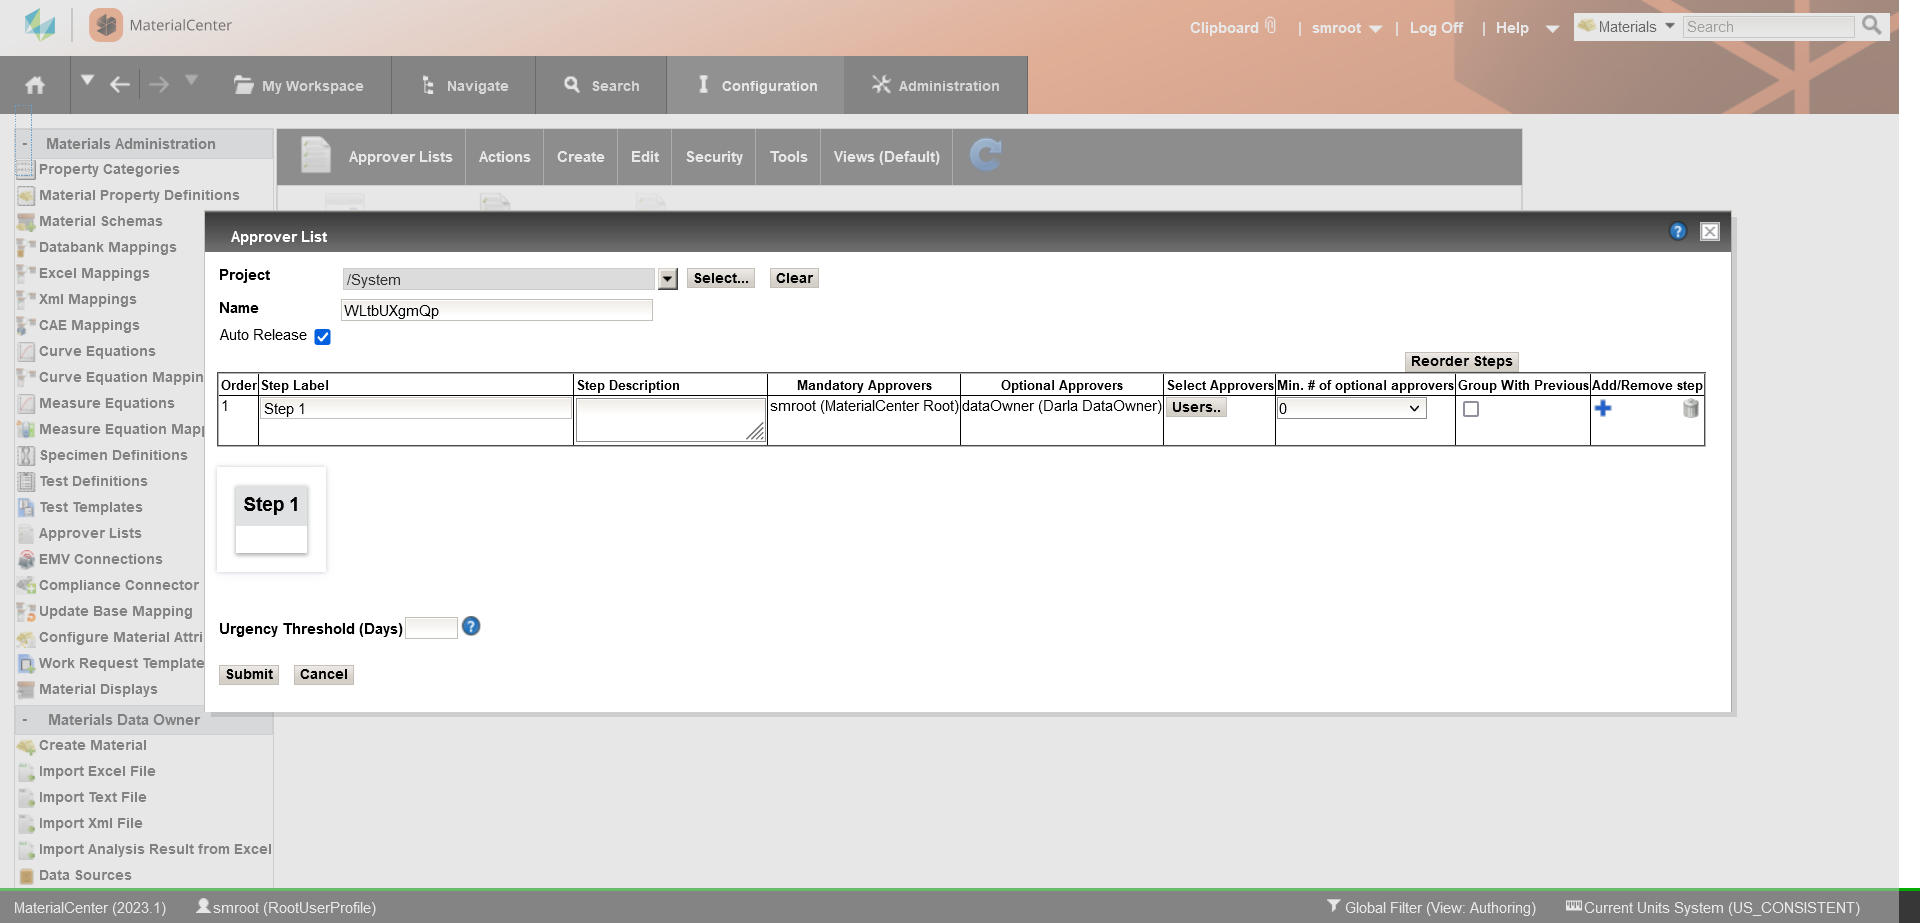 MaterialCenter
Clipboard | smroot | Log Off | Help
Materials Search
My Workspace
Navigate
Search
Configuration
Administration
- Materials Administration
Property Categories
Material Property Definitions
Material Schemas
Databank Mappings
Excel Mappings
Xml Mappings
CAE Mappings
Curve Equations
Curve Equation Mappin
Measure Equations
Measure Equation Mapp
Specimen Definitions
Test Definitions
Test Templates
Approver Lists
EMV Connections
Compliance Connector
Update Base Mapping
Configure Material Attri
Work Request Template
Material Displays
- Materials Data Owner
Create Material
Import Excel File
Import Text File
Import Xml File
Import Analysis Result from Excel
Data Sources
Approver Lists Actions Create Edit Security Tools Views (Default)
Approver List
?
Project /System Select... Clear
Name WLtbUXgmQp
Auto Release
Reorder Steps
Order Step Label Step Description Mandatory Approvers Optional Approvers Select Approvers Min. # of optional approvers Group With Previous Add/Remove step
1 Step 1 smroot (MaterialCenter Root) dataOwner (Darla DataOwner) Users.. 0
Step 1
Urgency Threshold (Days) ?
Submit Cancel
MaterialCenter (2023.1) smroot (RootUserProfile) Global Filter (View: Authoring) Current Units System (US_CONSISTENT)